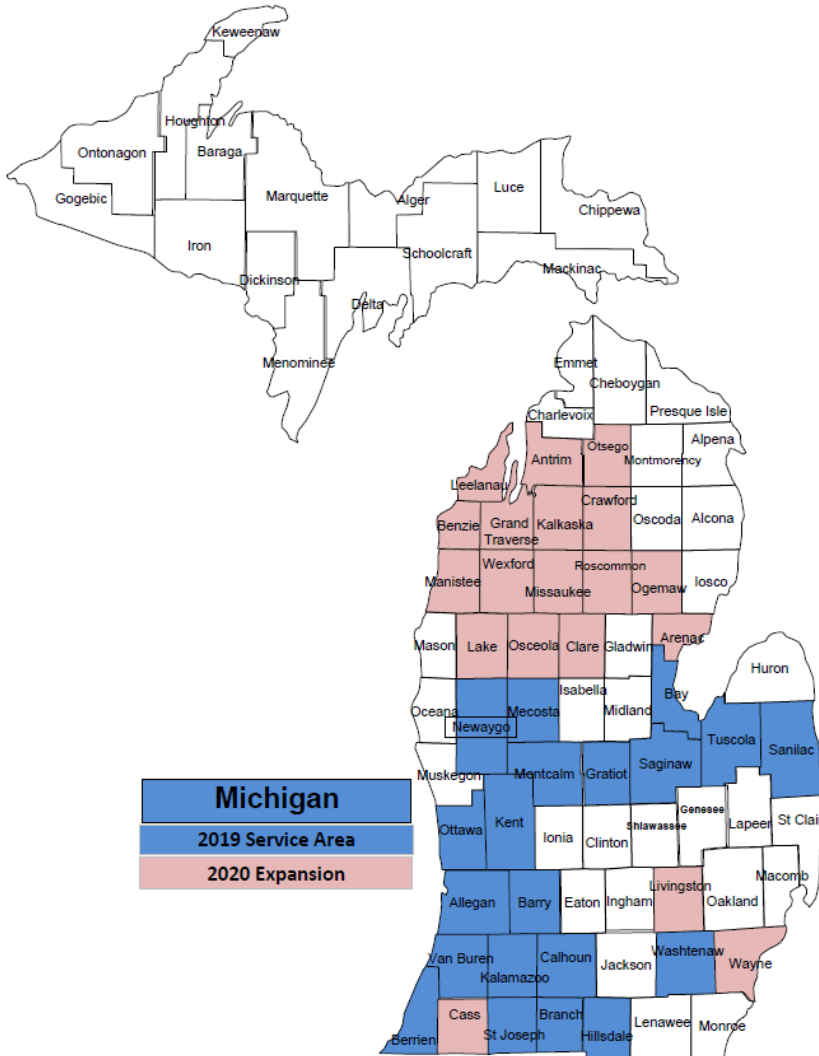 Keweenaw
Houghton
Ontonagon
Baraga
Gogebic
Marquette
Alger
Luce
Chippewa
Iron
Schoolcraft
Mackinac
Dickinson
Delta
Menominee
Emmet
Cheboygan
Charlevoix
Presque Isle
Otsego
Alpena
Antrim
Montmorency
Leelanau
Crawford
Benzie
Grand
Traverse
Kalkaska
Oscoda
Alcona
Wexford
Roscommon
Manistee
Missaukee
Ogemaw
Iosco
Mason
Lake
Osceola
Clare
Gladwin
Arenac
Huron
Oceana
Mecosta
Isabella
Midland
Bay
Newaygo
Tuscola
Sanilac
Muskegon
Montcalm
Gratiot
Saginaw
Michigan
2019 Service Area
2020 Expansion
Ottawa
Kent
Ionia
Clinton
Shiawassee
Genesee
Lapeer
St Clair
Macomb
Allegan
Barry
Eaton
Ingham
Livingston
Oakland
Van Buren
Kalamazoo
Calhoun
Jackson
Washtenaw
Wayne
Berrien
Cass
St Joseph
Branch
Hillsdale
Lenawee
Monroe